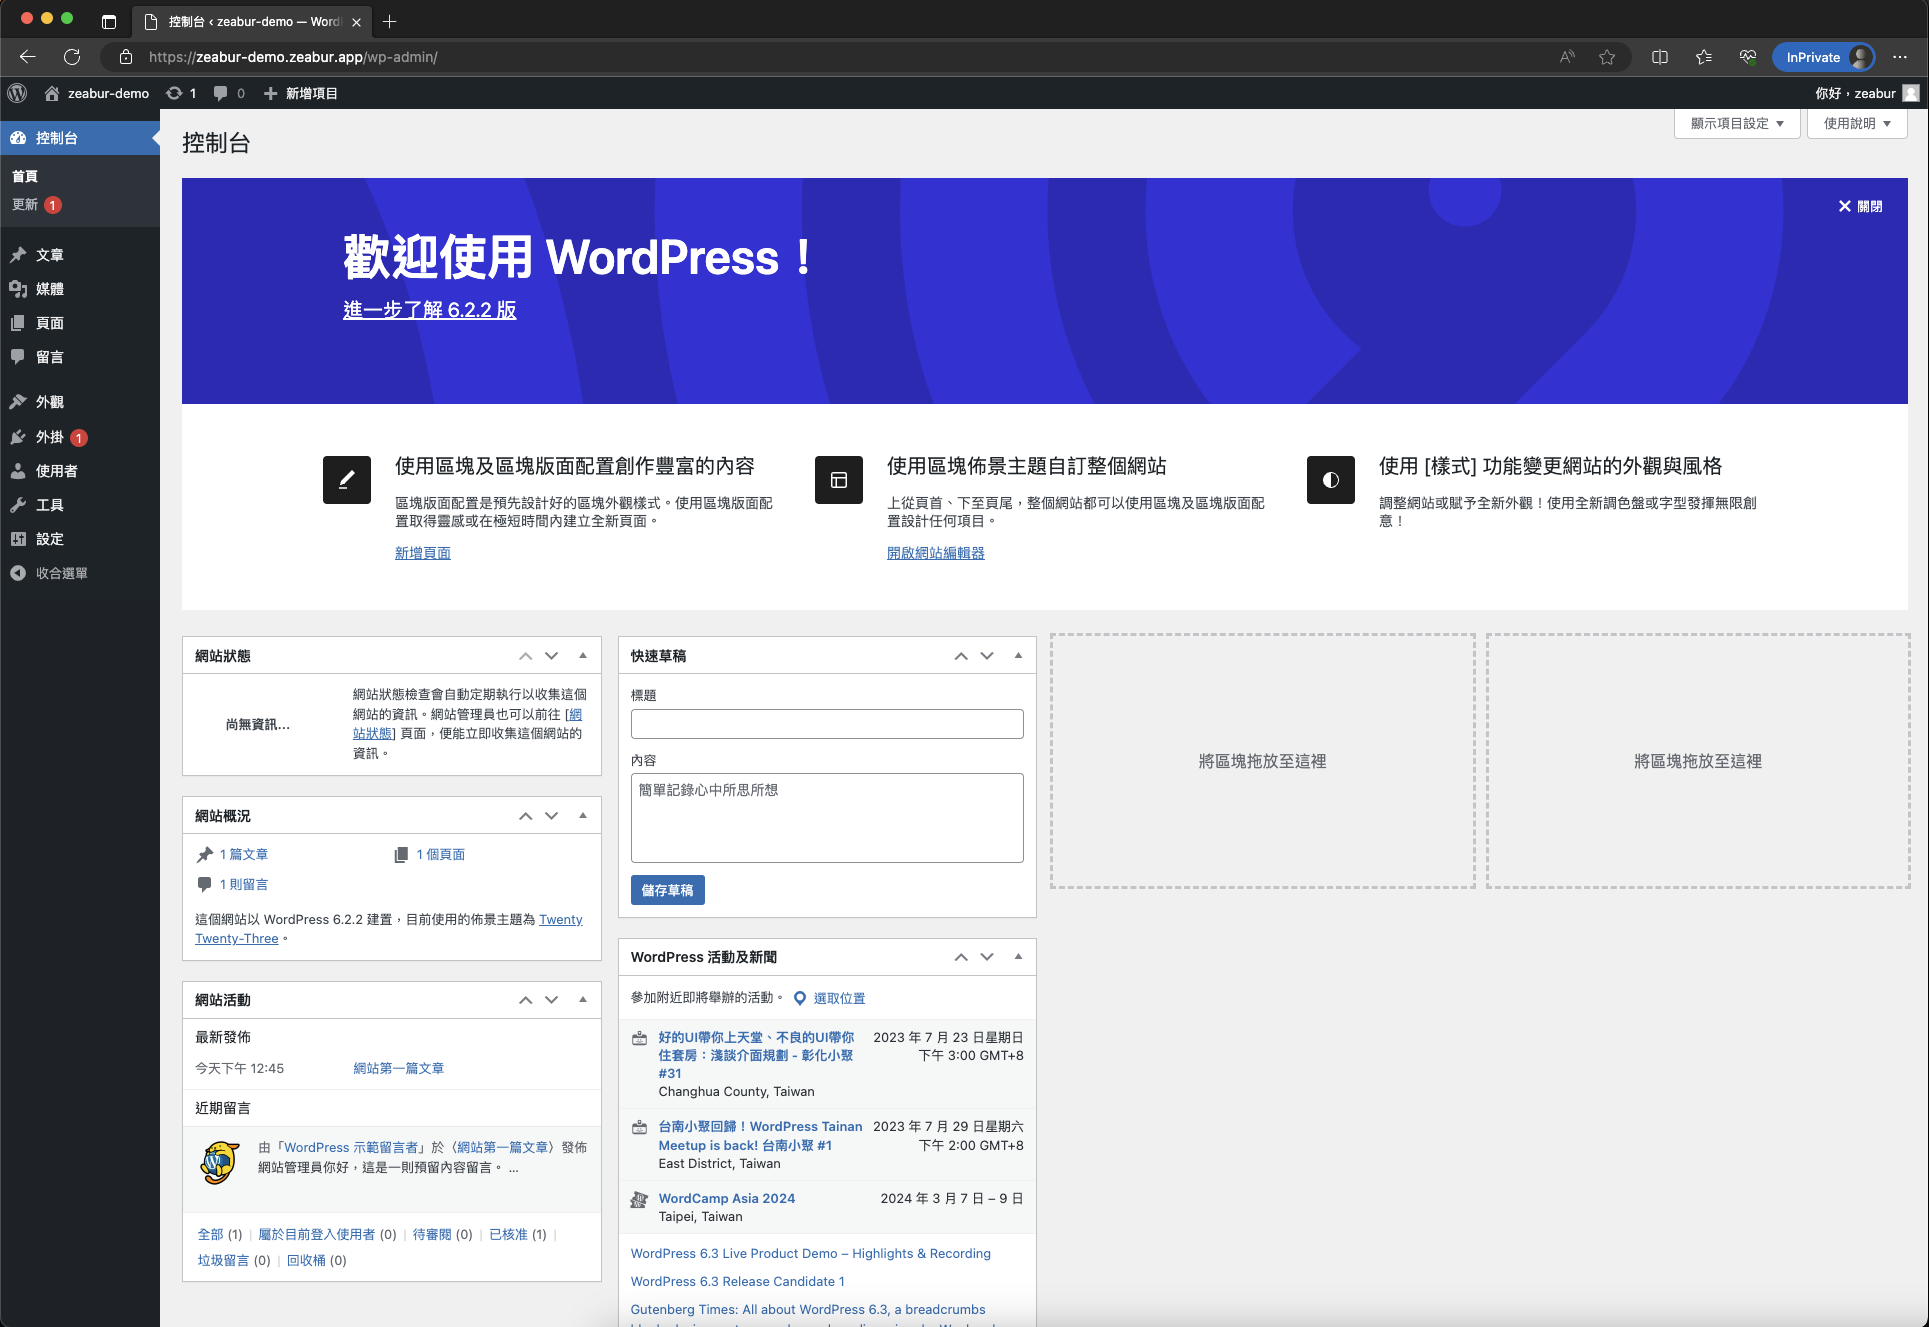 控制台 ‹ zeabur-demo — Word
https://zeabur-demo.zeabur.app/wp-admin/
InPrivate
zeabur-demo
1
0
新增項目
你好，zeabur
控制台
首頁
更新 1
文章
媒體
頁面
留言
外觀
外掛 1
使用者
工具
設定
收合選單
控制台
顯示項目設定
使用說明
關閉
歡迎使用 WordPress！
進一步了解 6.2.2 版
使用區塊及區塊版面配置創作豐富的內容
區塊版面配置是預先設計好的區塊外觀樣式。使用區塊版面配
置取得靈感或在極短時間內建立全新頁面。
新增頁面
使用區塊佈景主題自訂整個網站
上從頁首、下至頁尾，整個網站都可以使用區塊及區塊版面配
置設計任何項目。
開啟網站編輯器
使用 [樣式] 功能變更網站的外觀與風格
調整網站或賦予全新外觀！使用全新調色盤或字型發揮無限創
意！
網站狀態
尚無資訊...
網站狀態檢查會自動定期執行以收集這個
網站的資訊。網站管理員也可以前往 [網
站狀態] 頁面，便能立即收集這個網站的
資訊。
網站概況
1 篇文章
1 個頁面
1 則留言
這個網站以 WordPress 6.2.2 建置，目前使用的佈景主題為 Twenty
Twenty-Three。
網站活動
最新發佈
今天下午 12:45
網站第一篇文章
近期留言
由「WordPress 示範留言者」於〈網站第一篇文章〉發佈
網站管理員你好，這是一則預留內容留言。 ...
全部 (1) | 屬於目前登入使用者 (0) | 待審閱 (0) | 已核准 (1) |
垃圾留言 (0) | 回收桶 (0)
快速草稿
標題
內容
簡單記錄心中所思所想
儲存草稿
WordPress 活動及新聞
參加附近即將舉辦的活動。 選取位置
好的UI帶你上天堂、不良的UI帶你
住套房：淺談介面規劃 - 彰化小聚
#31
Changhua County, Taiwan
2023 年 7 月 23 日星期日
下午 3:00 GMT+8
台南小聚回歸！WordPress Tainan
Meetup is back! 台南小聚 #1
East District, Taiwan
2023 年 7 月 29 日星期六
下午 2:00 GMT+8
WordCamp Asia 2024
Taipei, Taiwan
2024 年 3 月 7 日 – 9 日
WordPress 6.3 Live Product Demo – Highlights & Recording
WordPress 6.3 Release Candidate 1
Gutenberg Times: All about WordPress 6.3, a breadcrumbs
將區塊拖放至這裡
將區塊拖放至這裡